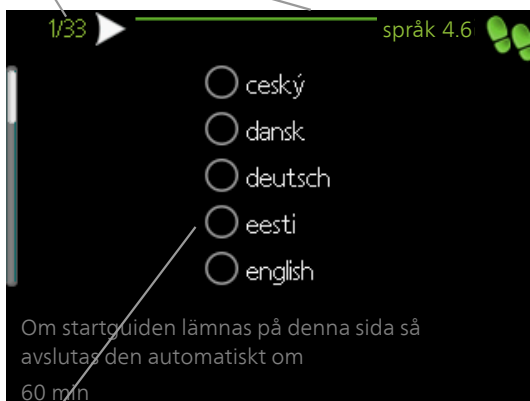 1/33
språk 4.6
ceský
dansk
deutsch
eesti
english
Om startguiden lämnas på denna sida så
avslutas den automatiskt om
60 min